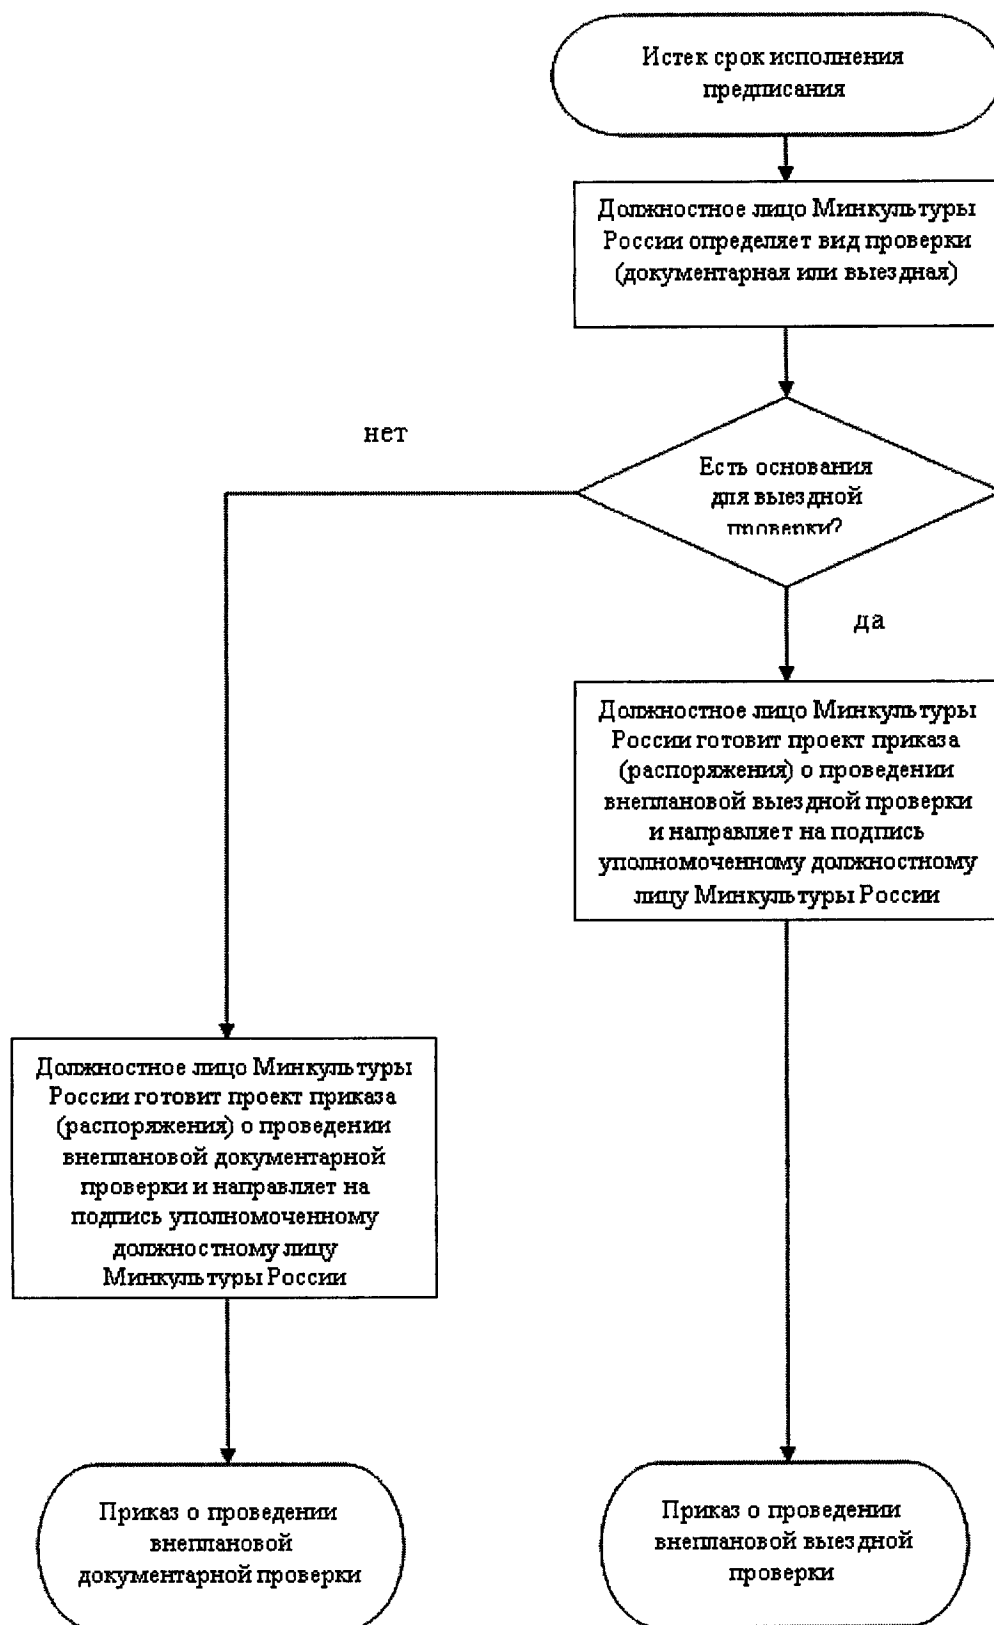 Истек срок исполнения
предписания
Должностное лицо Минкультуры
России определяет вид проверки
(документарная или выездная)
нет
Есть основания
для выездной
проверки?
да
Должностное лицо Минкультуры
России готовит проект приказа
(распоряжения) о проведении
внеплановой выездной проверки
и направляет на подпись
уполномоченному должностному
лицу Минкультуры России
Должностное лицо Минкультуры
России готовит проект приказа
(распоряжения) о проведении
внеплановой документарной
проверки и направляет на
подпись уполномоченному
должностному лицу
Минкультуры России
Приказ о проведении
внеплановой
документарной проверки
Приказ о проведении
внеплановой выездной
проверки